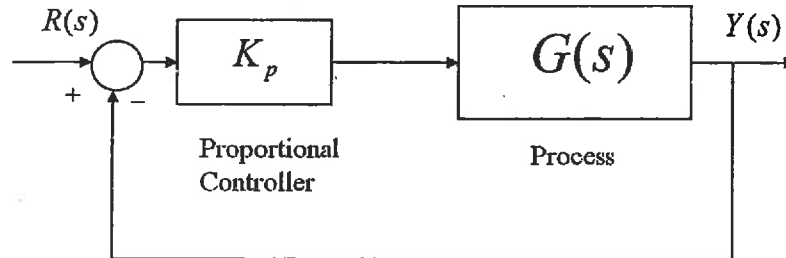 R(s)
K_p
G(s)
Y(s)
+
−
Proportional
Controller
Process